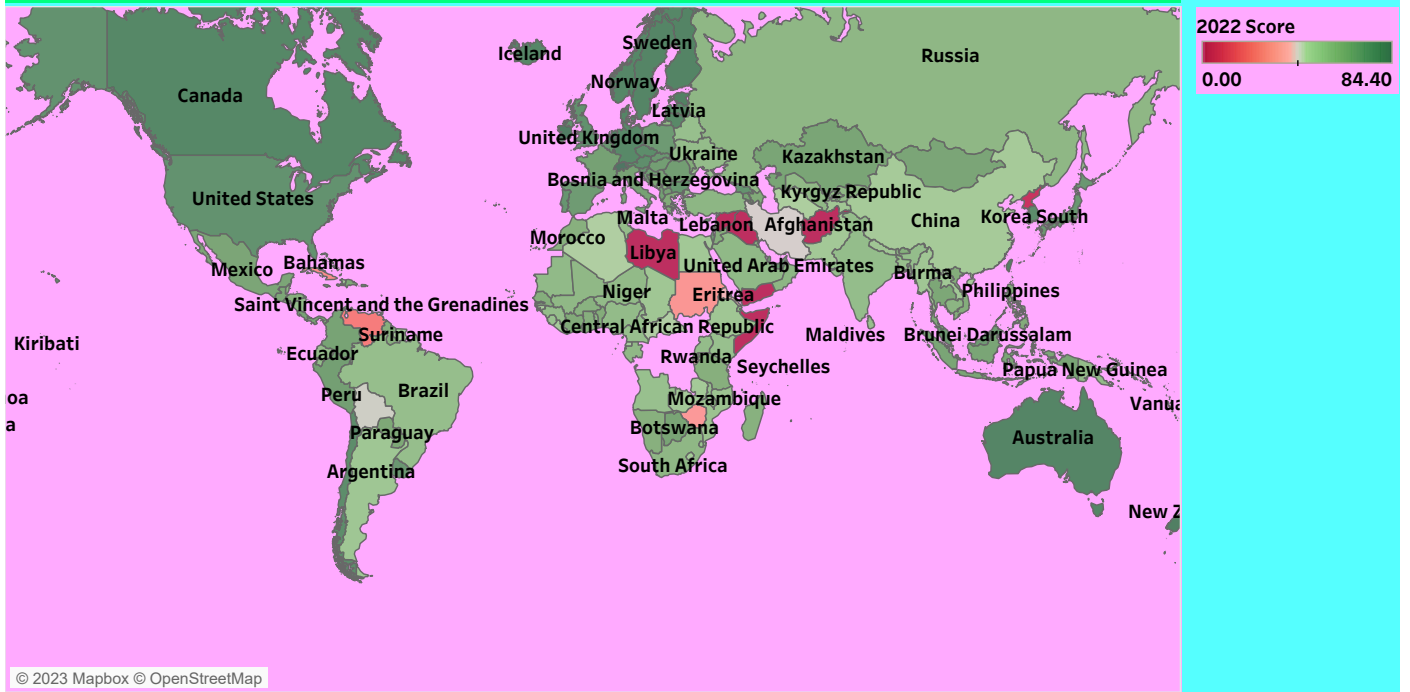 2022 Score
0.00 84.40
Iceland
Sweden
Russia
Norway
Canada
Latvia
United Kingdom
Ukraine
Kazakhstan
Bosnia and Herzegovina
Kyrgyz Republic
United States
Malta
Lebanon
Afghanistan
China
Korea South
Morocco
Libya
Mexico
Bahamas
United Arab Emirates
Burma
Niger
Eritrea
Philippines
Saint Vincent and the Grenadines
Central African Republic
Suriname
Maldives
Brunei Darussalam
Kiribati
Ecuador
Rwanda
Seychelles
Papua New Guinea
Peru
Brazil
Mozambique
oa
Vanua
a
Paraguay
Botswana
Australia
Argentina
South Africa
New Z
© 2023 Mapbox © OpenStreetMap